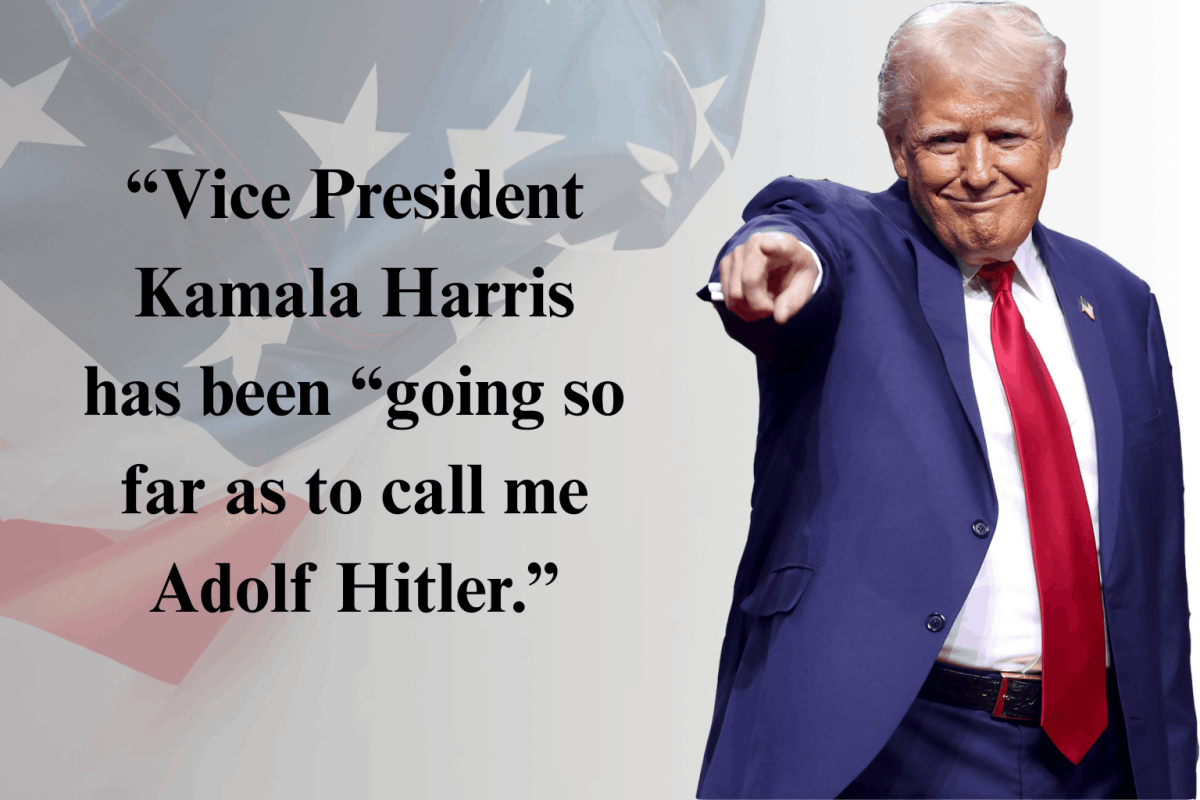 “Vice President
Kamala Harris
has been “going so
far as to call me
Adolf Hitler.”